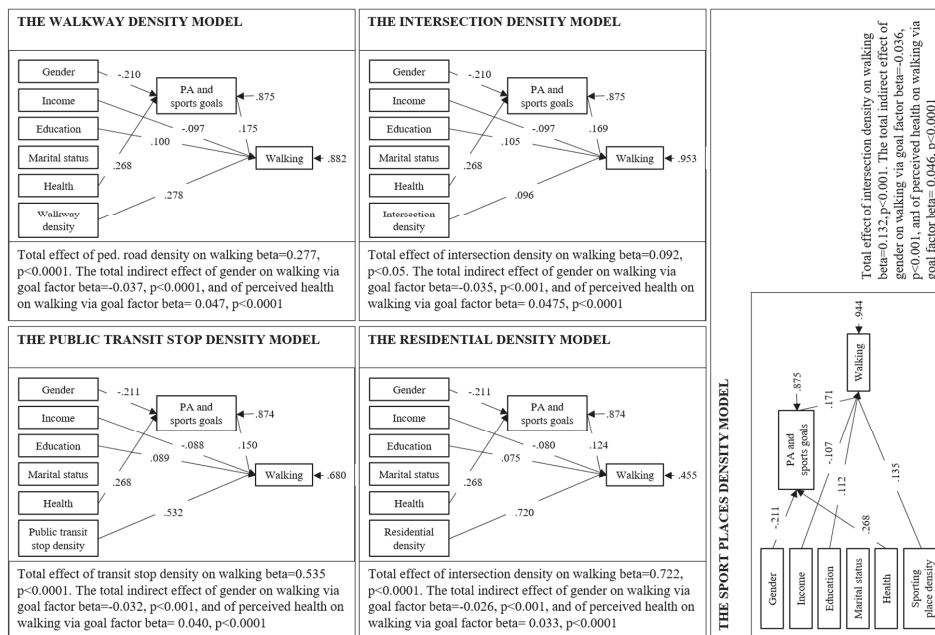 THE WALKWAY DENSITY MODEL
Gender
Income
Education
Marital status
Health
Walkway
density
PA and
sports goals
Walking
-.210
.875
-.097
.175
.100
.882
.268
.278
Total effect of ped. road density on walking beta=0.277,
p<0.0001. The total indirect effect of gender on walking via
goal factor beta=-0.037, p<0.0001, and of perceived health
on walking via goal factor beta= 0.047, p<0.0001
THE INTERSECTION DENSITY MODEL
Gender
Income
Education
Marital status
Health
Intersection
density
PA and
sports goals
Walking
-.210
.875
-.097
.169
.105
.953
.268
.096
Total effect of intersection density on walking beta=0.092,
p<0.05. The total indirect effect of gender on walking via
goal factor beta=-0.035, p<0.001, and of perceived health on
walking via goal factor beta= 0.0475, p<0.0001
THE PUBLIC TRANSIT STOP DENSITY MODEL
Gender
Income
Education
Marital status
Health
Public transit
stop density
PA and
sports goals
Walking
-.211
.874
-.088
.150
.089
.680
.268
.532
Total effect of transit stop density on walking beta=0.535
p<0.0001. The total indirect effect of gender on walking via
goal factor beta=-0.032, p<0.001, and of perceived health on
walking via goal factor beta= 0.040, p<0.0001
THE RESIDENTIAL DENSITY MODEL
Gender
Income
Education
Marital status
Health
Residential
density
PA and
sports goals
Walking
-.211
.874
-.080
.124
.075
.455
.268
.720
Total effect of intersection density on walking beta=0.722,
p<0.0001. The total indirect effect of gender on walking via
goal factor beta=-0.026, p<0.001, and of perceived health on
walking via goal factor beta= 0.033, p<0.0001
THE SPORT PLACES DENSITY MODEL
Gender
Income
Education
Marital status
Health
Sporting
place density
PA and
sports goals
Walking
-.211
.875
-.107
.171
.112
.944
.268
.135
Total effect of intersection density on walking
beta=0.132,p<0.001. The total indirect effect of
gender on walking via goal factor beta=-0.036,
p<0.001, and of perceived health on walking via
goal factor beta= 0.046, p<0.0001